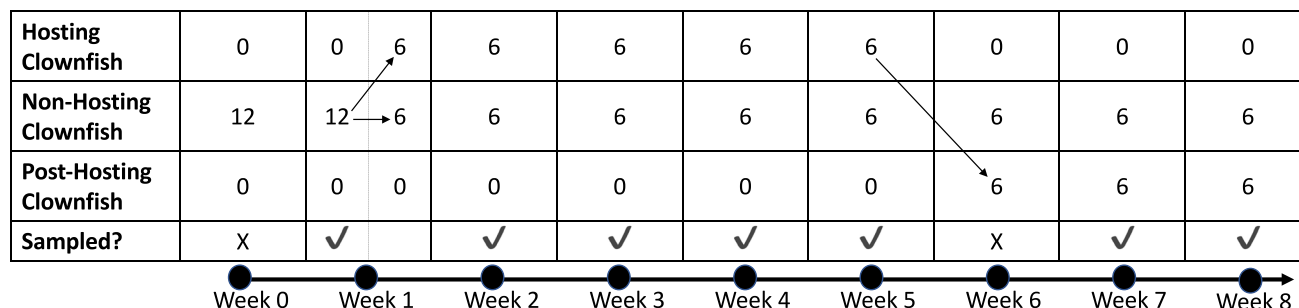 Hosting
Clownfish
0 0 6 6 6 6 6 0 0 0
Non-Hosting
Clownfish
12 12 6 6 6 6 6 6 6 6
Post-Hosting
Clownfish
0 0 0 0 0 0 0 6 6 6
Sampled? X ✓ ✓ ✓ ✓ ✓ X ✓ ✓
Week 0 Week 1 Week 2 Week 3 Week 4 Week 5 Week 6 Week 7 Week 8